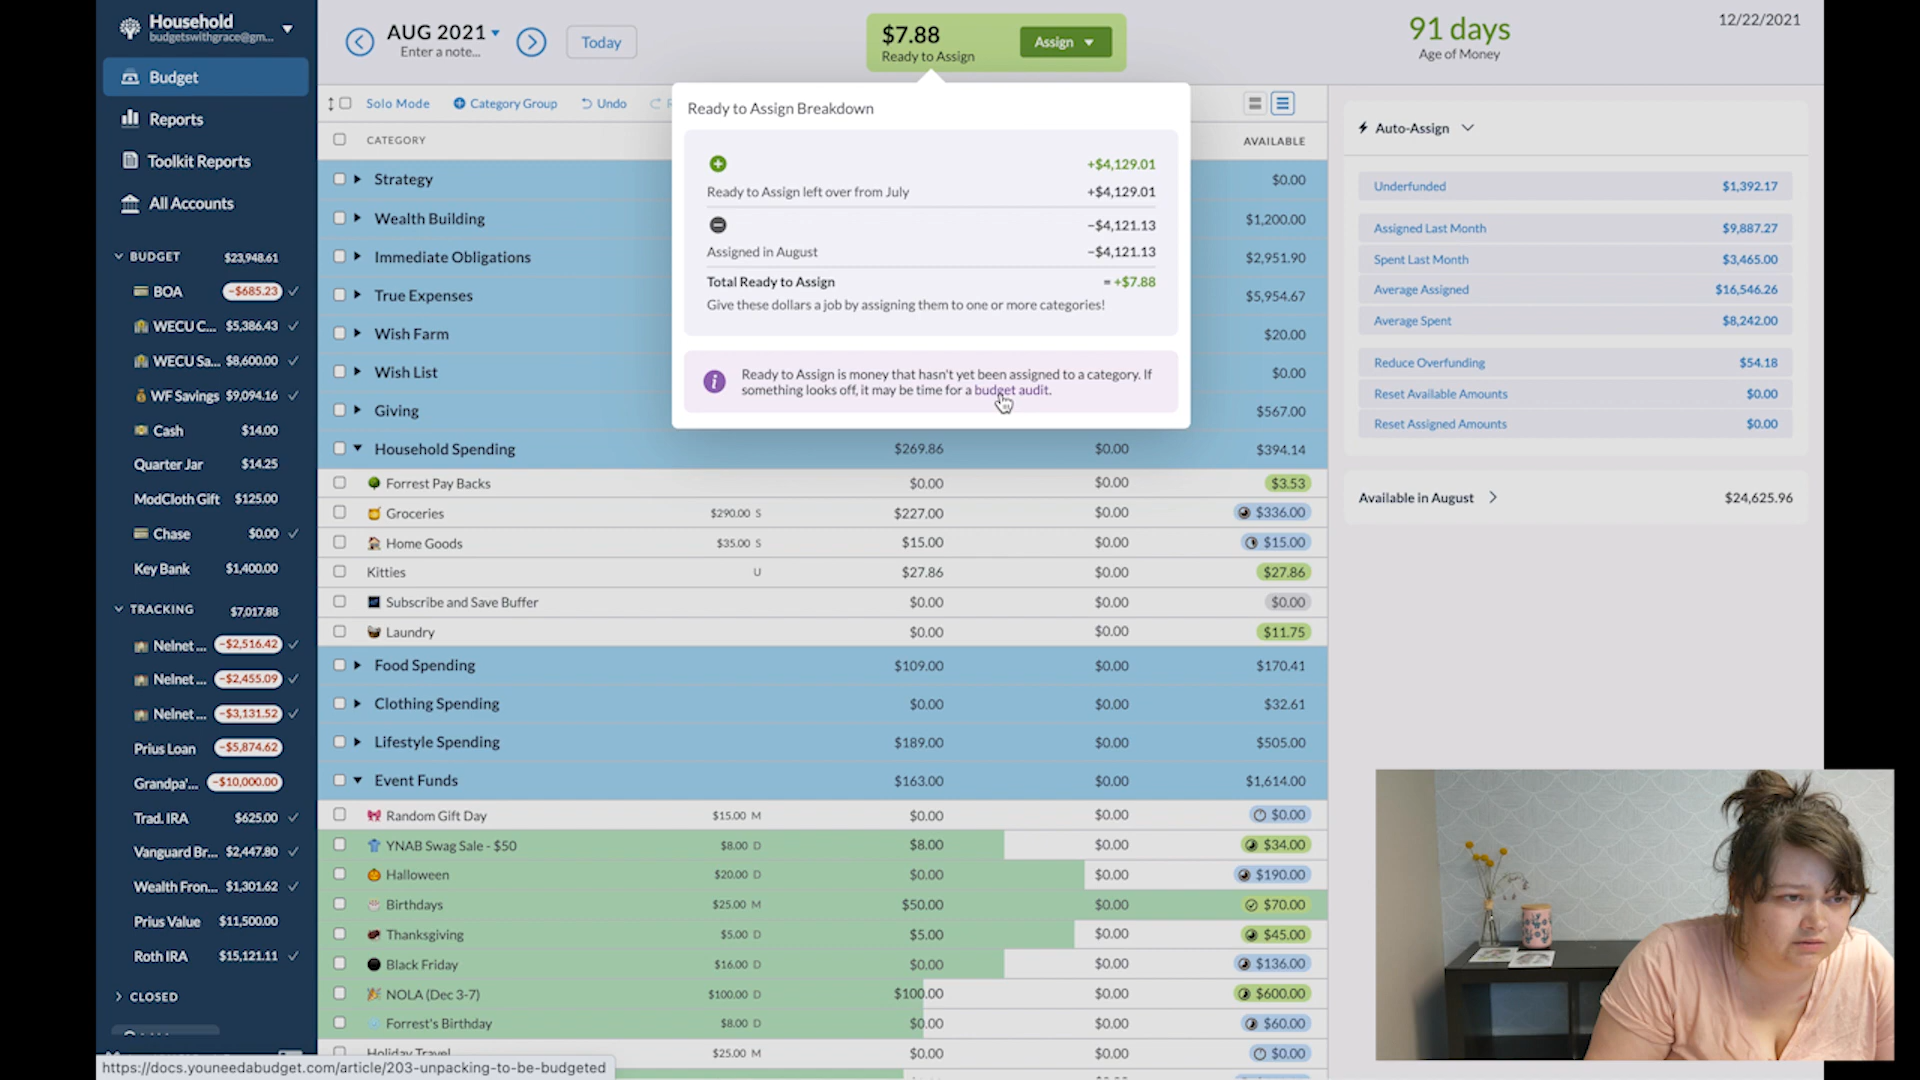 Household
budgetswithgrace@gm...
Budget
Reports
Toolkit Reports
All Accounts
BUDGET $23,948.61
BOA -$685.23
WECU C... $5,386.43
WECU Sa... $8,600.00
WF Savings $9,094.16
Cash $14.00
Quarter Jar $14.25
ModCloth Gift $125.00
Chase $0.00
Key Bank $1,400.00
TRACKING $7,017.88
Nelnet ... -$2,516.42
Nelnet ... -$2,455.09
Nelnet ... -$3,131.52
Prius Loan -$5,874.62
Grandpa'... -$10,000.00
Trad. IRA $625.00
Vanguard Br... $2,447.80
Wealth Fron... $1,301.62
Prius Value $11,500.00
Roth IRA $15,121.11
CLOSED
https://docs.youneedabudget.com/article/203-unpacking-to-be-budgeted
AUG 2021
Enter a note...
Today
$7.88
Ready to Assign
Assign
91 days
Age of Money
12/22/2021
Solo Mode Category Group Undo
CATEGORY AVAILABLE
Ready to Assign Breakdown
+$4,129.01
Ready to Assign left over from July +$4,129.01
−$4,121.13
Assigned in August −$4,121.13
Total Ready to Assign = +$7.88
Give these dollars a job by assigning them to one or more categories!
Ready to Assign is money that hasn't yet been assigned to a category. If
something looks off, it may be time for a budget audit.
Strategy $0.00
Wealth Building $1,200.00
Immediate Obligations $2,951.90
True Expenses $5,954.67
Wish Farm $20.00
Wish List $0.00
Giving $567.00
Household Spending $269.86 $0.00 $394.14
Forrest Pay Backs $0.00 $0.00 $3.53
Groceries $290.00 S $227.00 $0.00 $336.00
Home Goods $35.00 S $15.00 $0.00 $15.00
Kitties U $27.86 $0.00 $27.86
Subscribe and Save Buffer $0.00 $0.00 $0.00
Laundry $0.00 $0.00 $11.75
Food Spending $109.00 $0.00 $170.41
Clothing Spending $0.00 $0.00 $32.61
Lifestyle Spending $189.00 $0.00 $505.00
Event Funds $163.00 $0.00 $1,614.00
Random Gift Day $15.00 M $0.00 $0.00 $0.00
YNAB Swag Sale - $50 $8.00 D $8.00 $0.00 $34.00
Halloween $20.00 D $0.00 $0.00 $190.00
Birthdays $25.00 M $50.00 $0.00 $70.00
Thanksgiving $5.00 D $5.00 $0.00 $45.00
Black Friday $16.00 D $0.00 $0.00 $136.00
NOLA (Dec 3-7) $100.00 D $100.00 $0.00 $600.00
Forrest's Birthday $8.00 D $0.00 $0.00 $60.00
Holiday Travel $25.00 M $0.00 $0.00 $0.00
Auto-Assign
Underfunded $1,392.17
Assigned Last Month $9,887.27
Spent Last Month $3,465.00
Average Assigned $16,546.26
Average Spent $8,242.00
Reduce Overfunding $54.18
Reset Available Amounts $0.00
Reset Assigned Amounts $0.00
Available in August $24,625.96